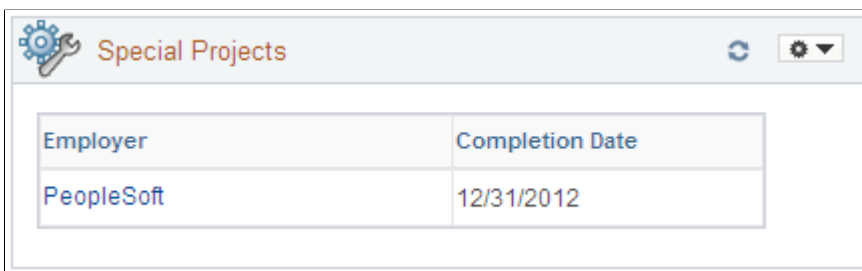 Special Projects
Employer Completion Date
PeopleSoft 12/31/2012